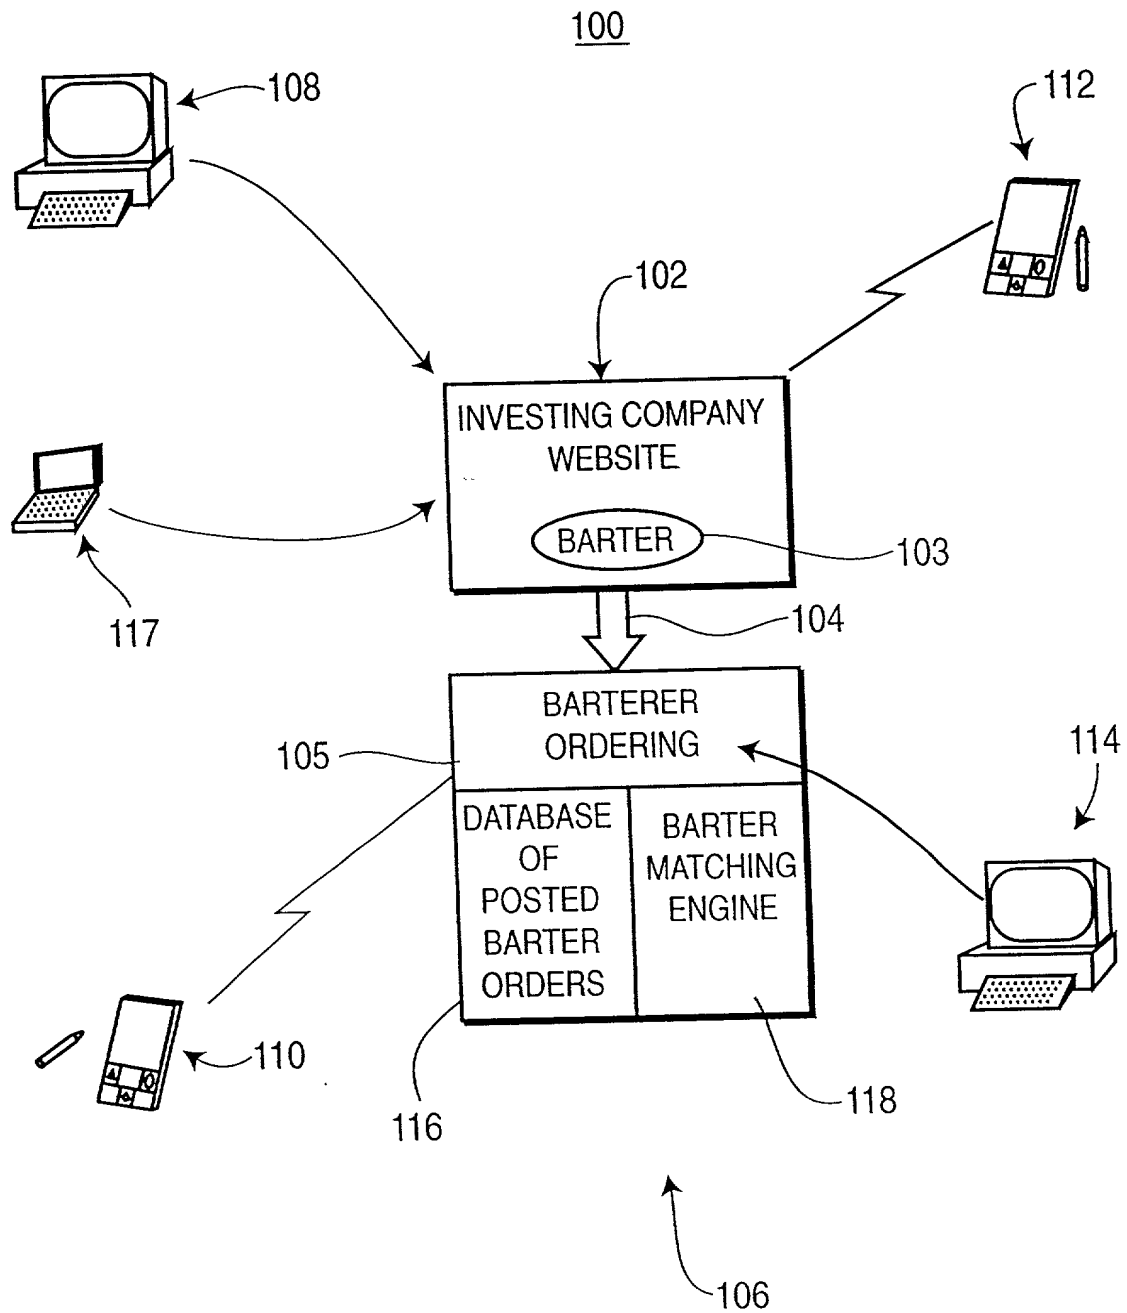 100
108
112
102
INVESTING COMPANY
WEBSITE
BARTER
103
117
104
BARTERER
ORDERING
105
114
DATABASE
OF
POSTED
BARTER
ORDERS
BARTER
MATCHING
ENGINE
110
116
118
106